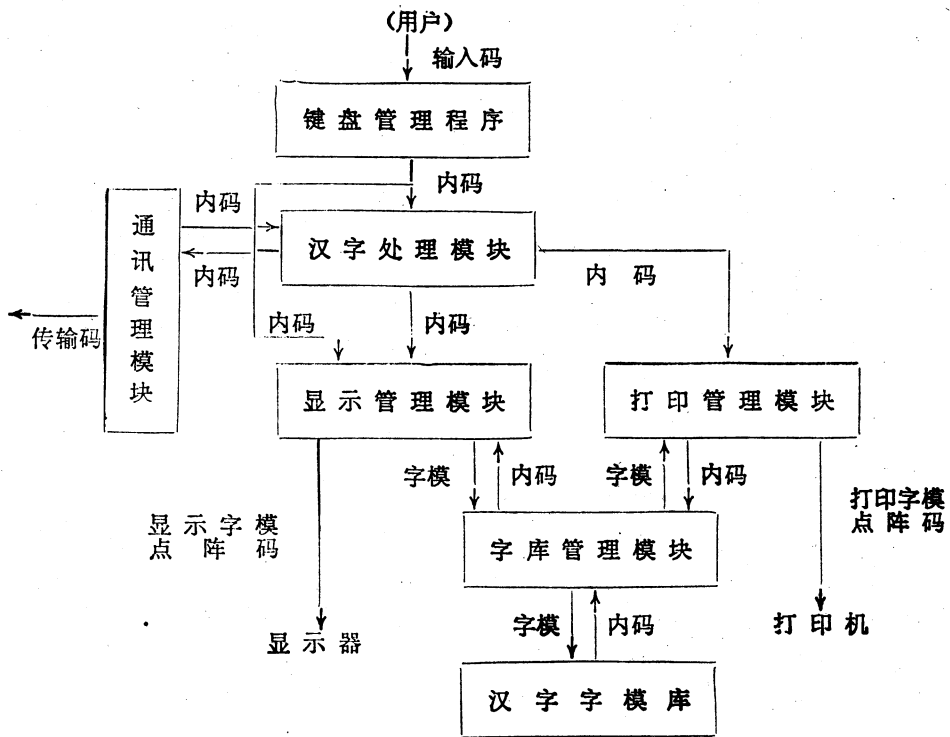 （用户）
输入码
键盘管理程序
内码
内码
通讯管理模块
汉字处理模块
内码
内码
传输码
内码
内码
显示管理模块
打印管理模块
字模
内码
字模
内码
打印字模
点阵码
显示字模
点阵码
字库管理模块
显示器
字模
内码
打印机
汉字字模库